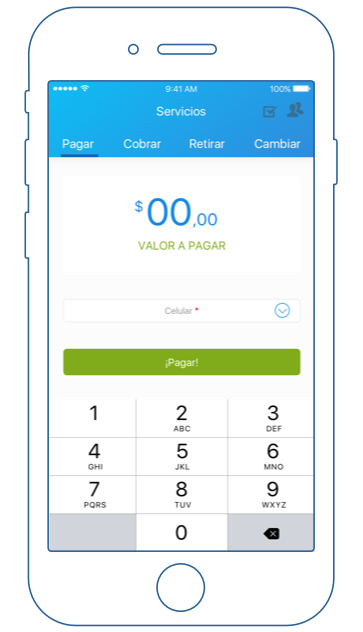 9:41 AM 100%
Servicios
Pagar Cobrar Retirar Cambiar
$00,00
VALOR A PAGAR
Celular *
¡Pagar!
1 2 3
ABC DEF
4 5 6
GHI JKL MNO
7 8 9
PQRS TUV WXYZ
0